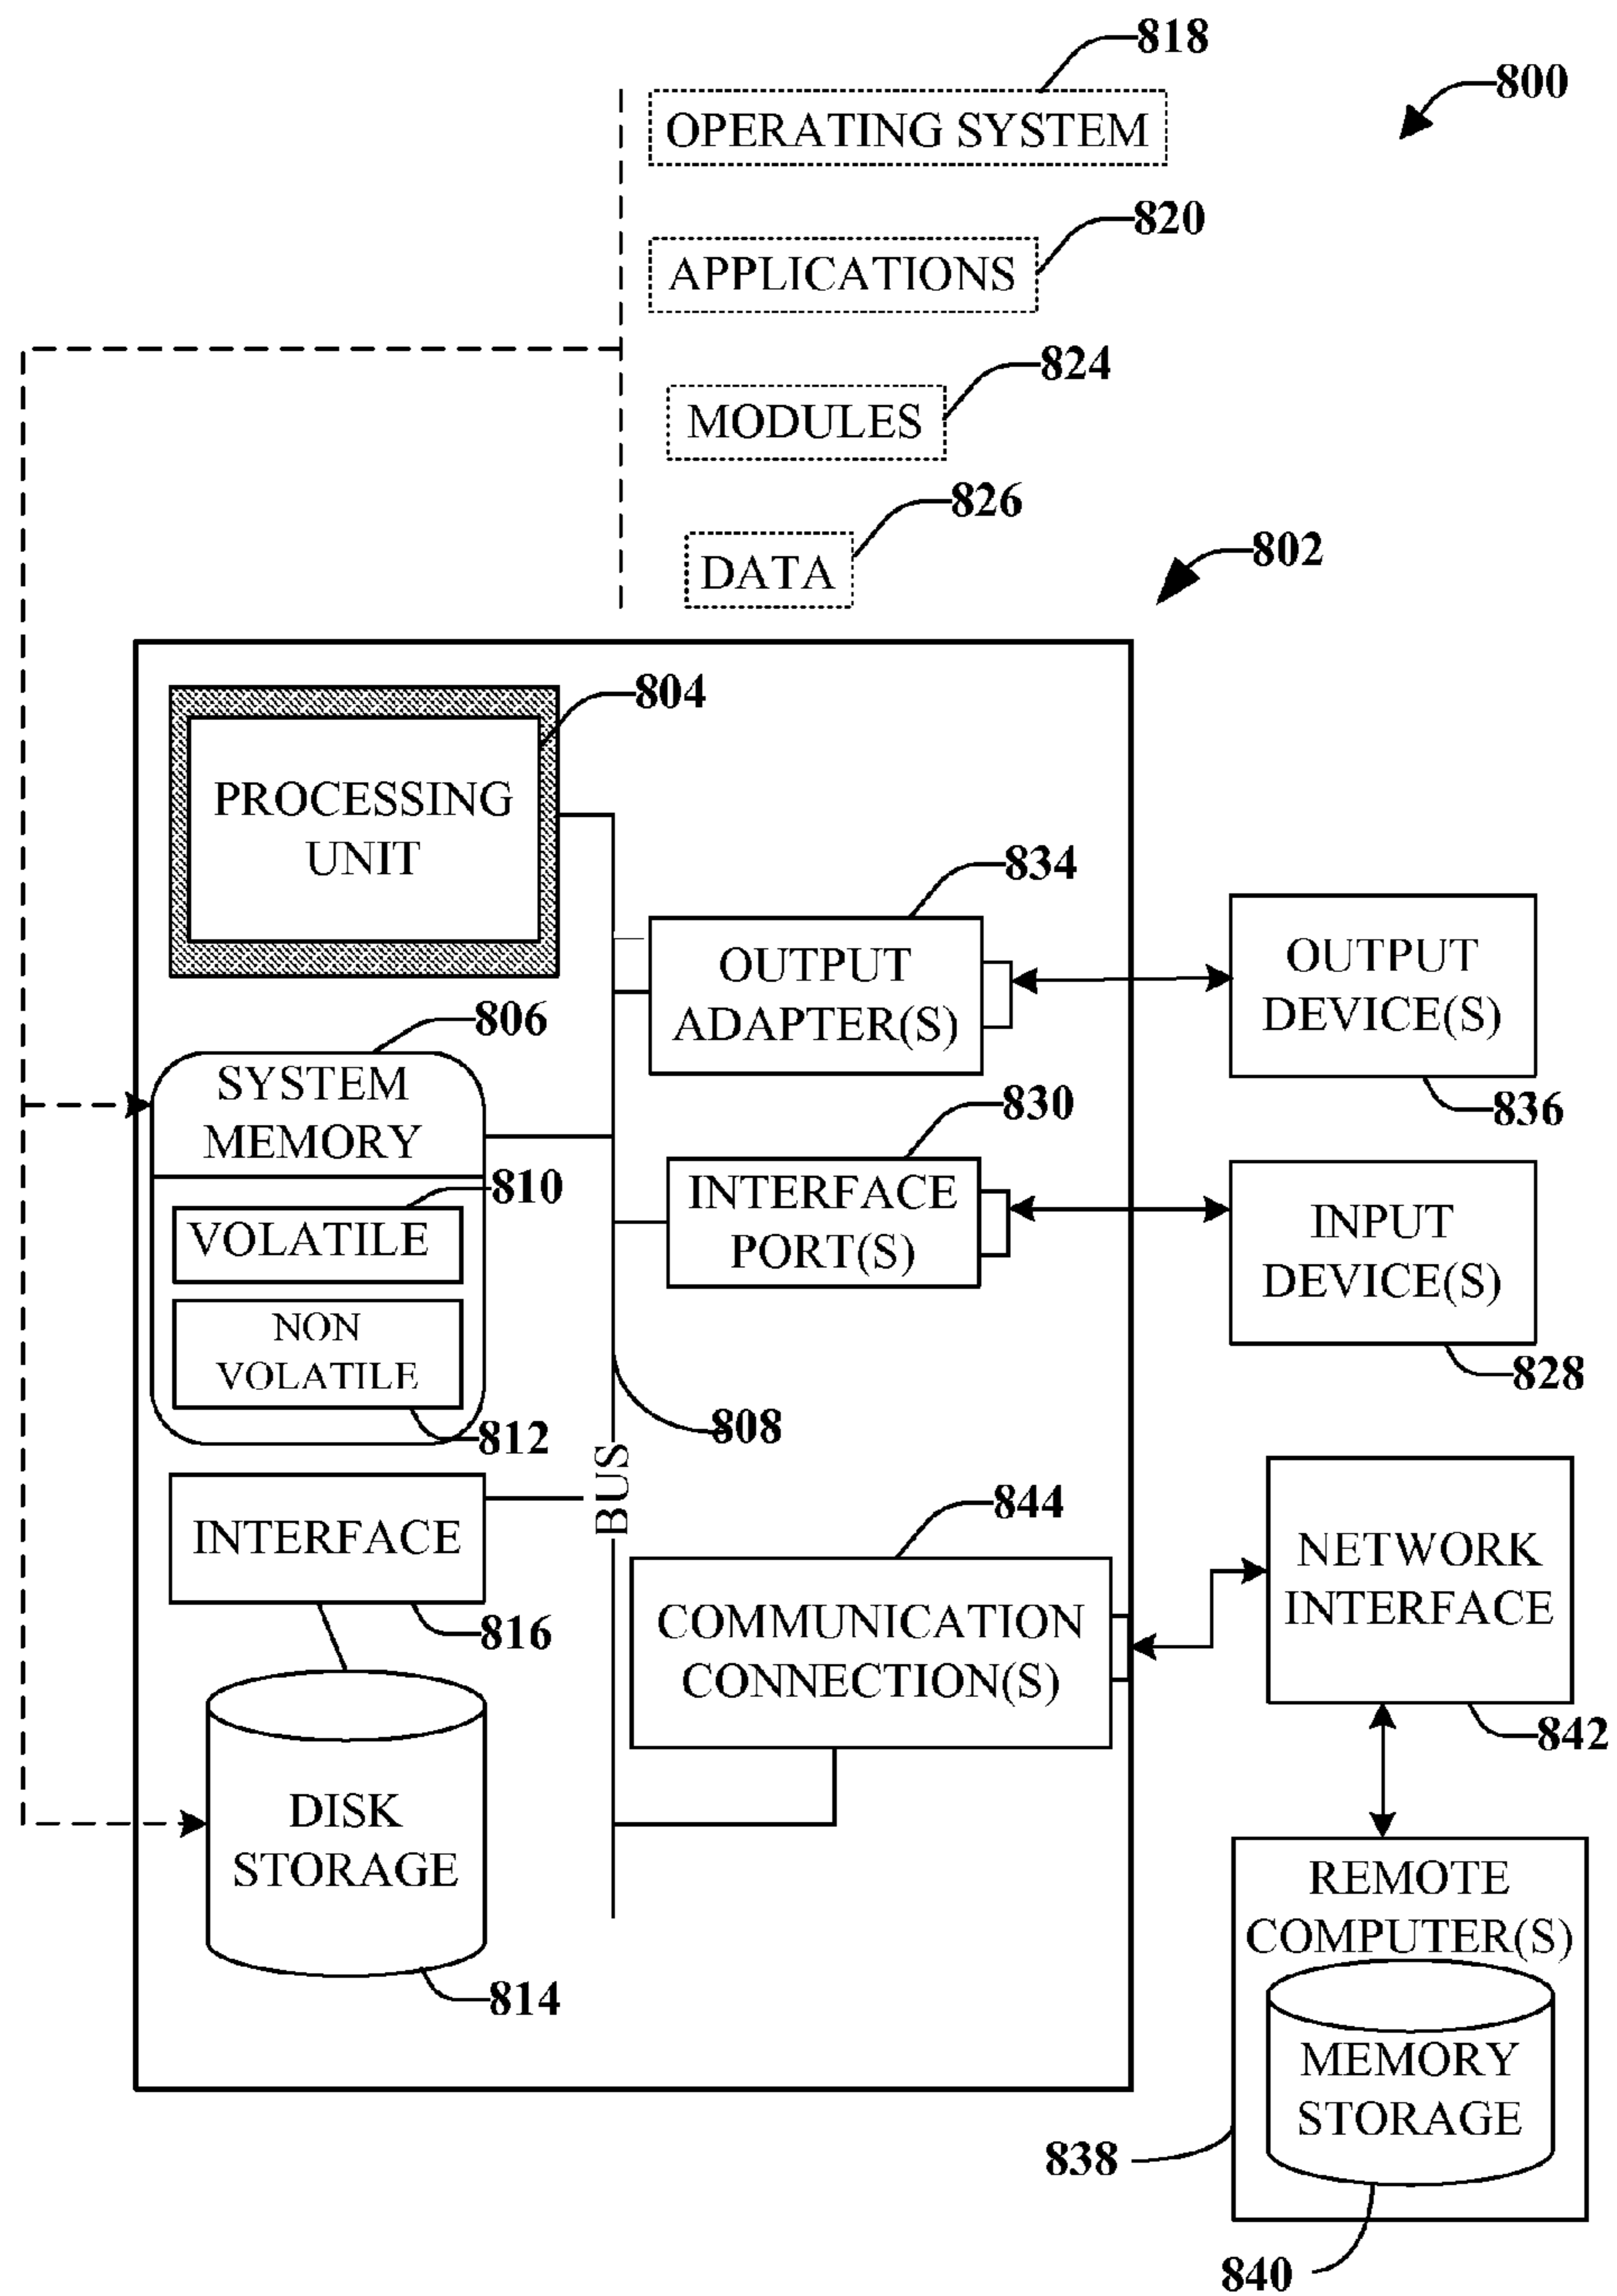 818
800
OPERATING SYSTEM
820
APPLICATIONS
824
MODULES
826
802
DATA
804
PROCESSING
UNIT
834
OUTPUT
ADAPTER(S)
OUTPUT
DEVICE(S)
836
806
SYSTEM
MEMORY
830
INTERFACE
PORT(S)
INPUT
DEVICE(S)
828
810
VOLATILE
NON
VOLATILE
812
808
BUS
INTERFACE
816
844
COMMUNICATION
CONNECTION(S)
NETWORK
INTERFACE
842
DISK
STORAGE
814
REMOTE
COMPUTER(S)
MEMORY
STORAGE
838
840